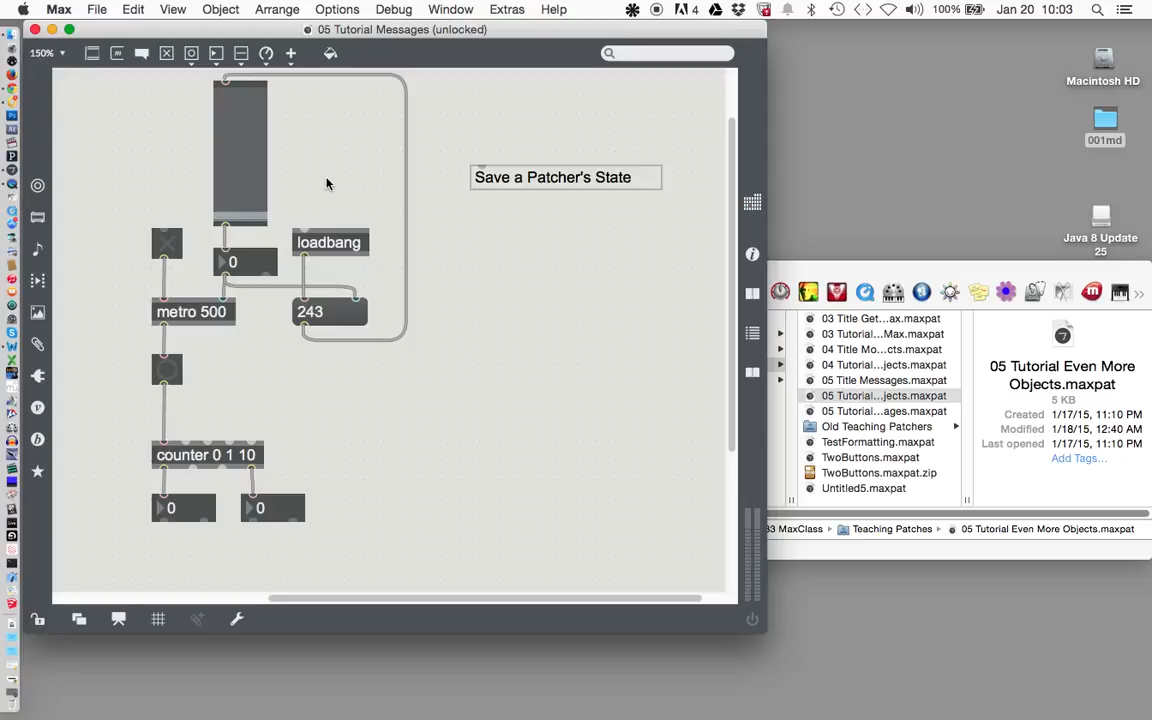 Max File Edit View Object Arrange Options Debug Window Extras Help
4 100% Jan 20 10:03
05 Tutorial Messages (unlocked)
150%
Macintosh HD
001md
Save a Patcher's State
Java 8 Update
25
loadbang
0
metro 500
243
counter 0 1 10
0 0
03 Title Get...ax.maxpat
03 Tutorial...Max.maxpat
04 Title Mo...cts.maxpat
04 Tutorial...jects.maxpat
05 Title Messages.maxpat
05 Tutorial...jects.maxpat
05 Tutorial...ages.maxpat
Old Teaching Patchers
TestFormatting.maxpat
TwoButtons.maxpat
TwoButtons.maxpat.zip
Untitled5.maxpat
05 Tutorial Even More
Objects.maxpat
5 KB
Created 1/17/15, 11:10 PM
Modified 1/18/15, 12:40 AM
Last opened 1/17/15, 11:10 PM
Add Tags...
33 MaxClass Teaching Patches 05 Tutorial Even More Objects.maxpat